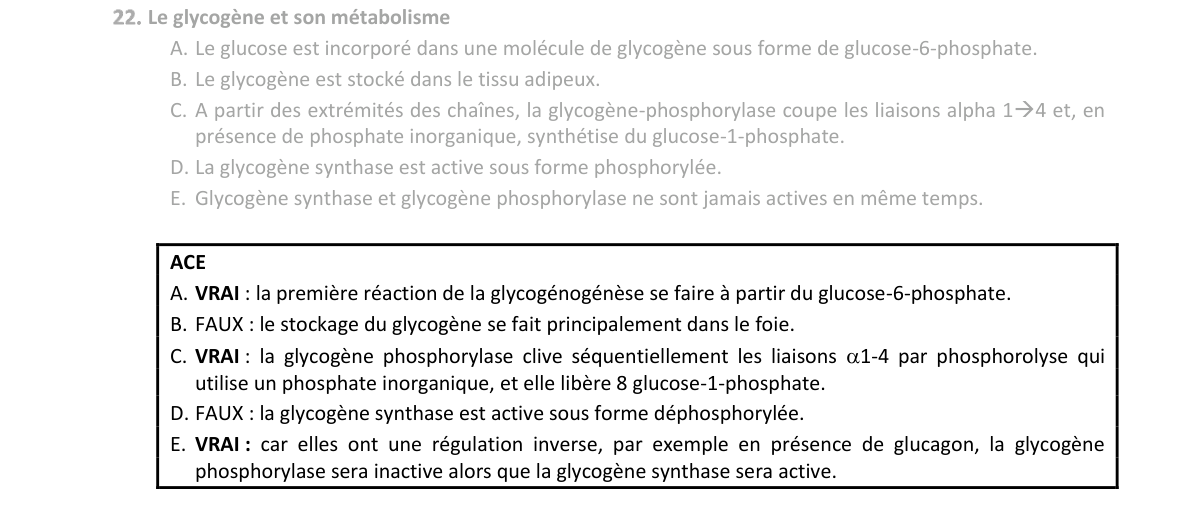 22. Le glycogène et son métabolisme
A. Le glucose est incorporé dans une molécule de glycogène sous forme de glucose-6-phosphate.
B. Le glycogène est stocké dans le tissu adipeux.
C. A partir des extrémités des chaînes, la glycogène-phosphorylase coupe les liaisons alpha 1→4 et, en
présence de phosphate inorganique, synthétise du glucose-1-phosphate.
D. La glycogène synthase est active sous forme phosphorylée.
E. Glycogène synthase et glycogène phosphorylase ne sont jamais actives en même temps.
ACE
A. VRAI : la première réaction de la glycogénogénèse se faire à partir du glucose-6-phosphate.
B. FAUX : le stockage du glycogène se fait principalement dans le foie.
C. VRAI : la glycogène phosphorylase clive séquentiellement les liaisons α1-4 par phosphorolyse qui
utilise un phosphate inorganique, et elle libère 8 glucose-1-phosphate.
D. FAUX : la glycogène synthase est active sous forme déphosphorylée.
E. VRAI : car elles ont une régulation inverse, par exemple en présence de glucagon, la glycogène
phosphorylase sera inactive alors que la glycogène synthase sera active.